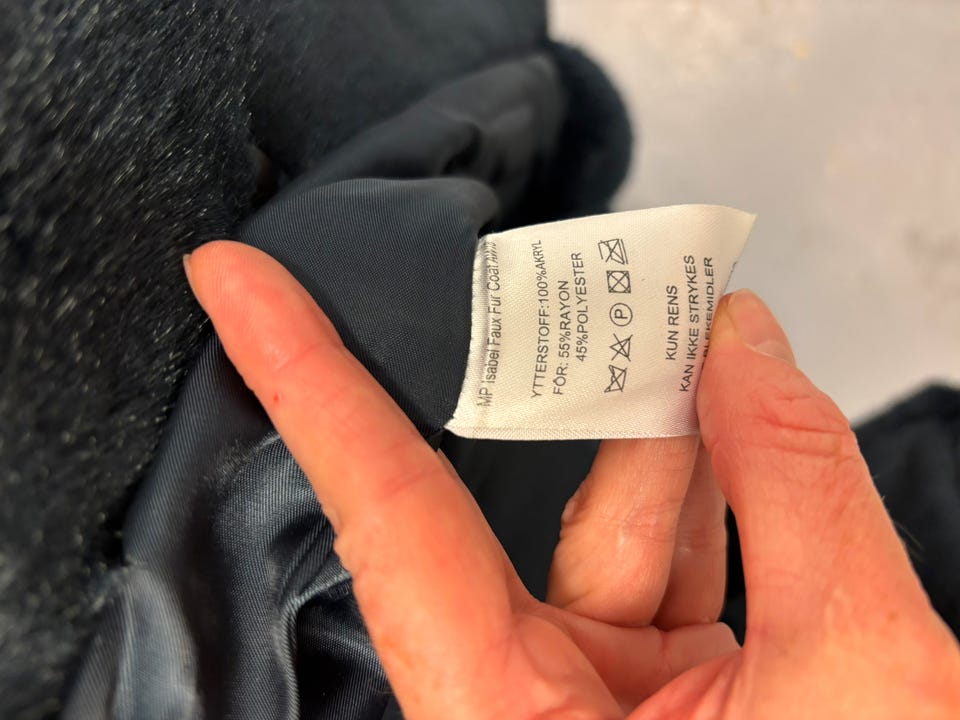 MP Isabel Faux Fur Coat
YTTERSTOFF:100%AKRYL
FÔR: 55%RAYON
45%POLYESTER
P
KUN RENS
KAN IKKE STRYKES